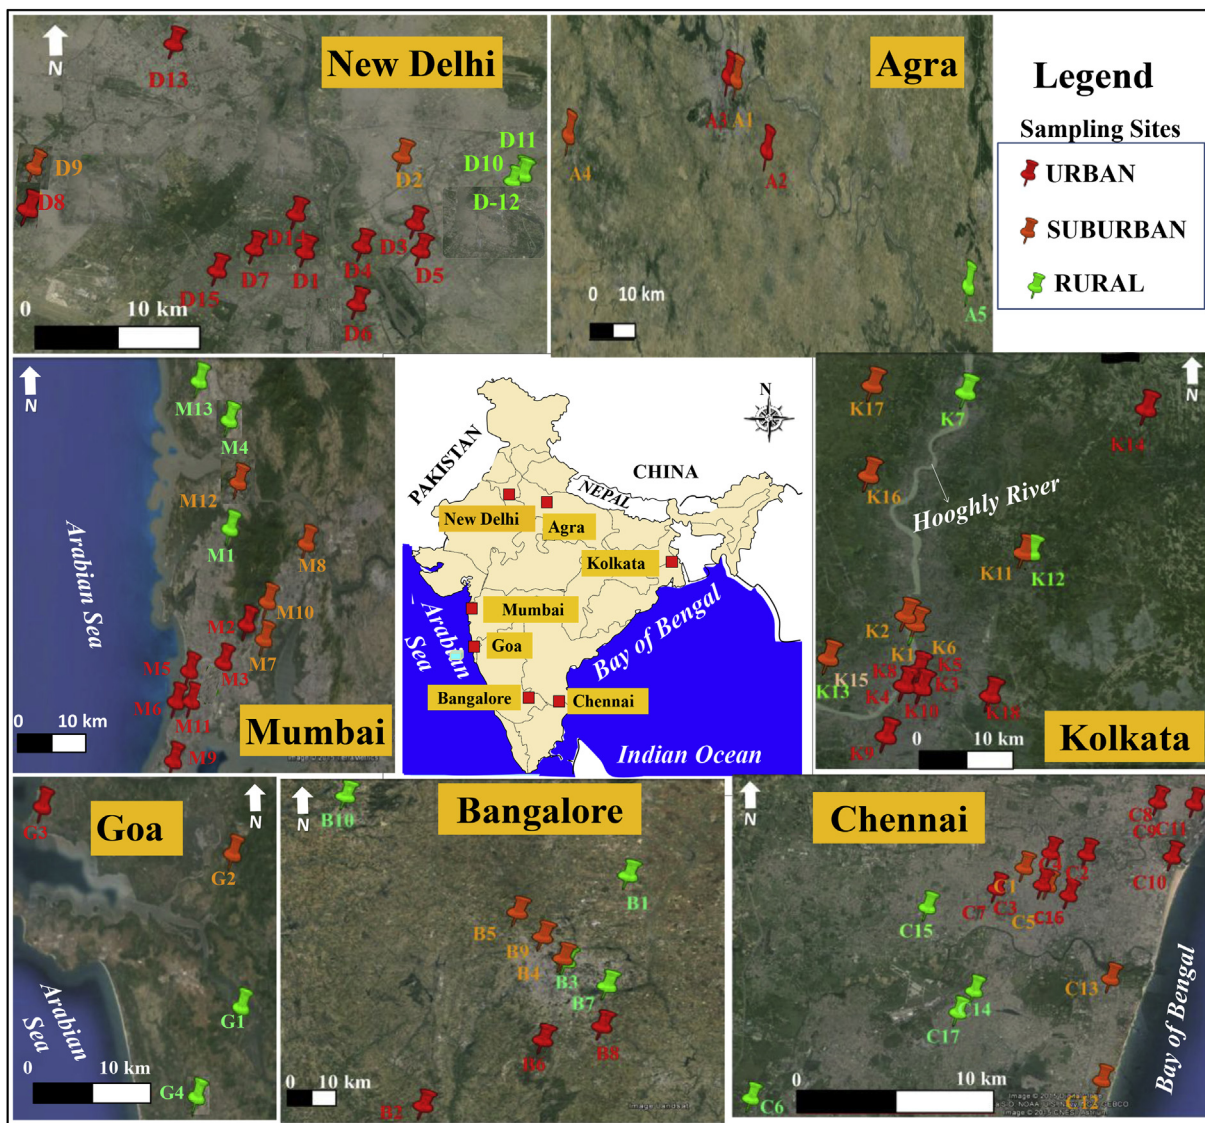 New Delhi
N
D13
D9
D8
D2
D11
D10
D-12
D14
D3
D7
D1
D4
D5
D15
D6
0
10 km
Agra
A3
A1
A2
A4
A5
0 10 km
Legend
Sampling Sites
URBAN
SUBURBAN
RURAL
N
M13
M4
M12
M1
M8
M10
M2
M7
M3
M5
M6
M11
M9
Arabian Sea
0 10 km
Mumbai
N
PAKISTAN
CHINA
NEPAL
New Delhi
Agra
Kolkata
Mumbai
Goa
Bangalore
Chennai
Arabian
Sea
Bay of Bengal
Indian Ocean
N
K17
K7
K14
K16
Hooghly River
K11
K12
K2
K1
K6
K5
K15
K13
K8
K4
K3
K10
K18
K9
0
10 km
Kolkata
Goa
N
G3
G2
G1
G4
Arabian
Sea
0
10 km
Bangalore
N
B10
B1
B5
B9
B4
B3
B7
B6
B8
B2
0 10 km
Image Landsat
Chennai
N
C8
C9
C11
C2
C10
C1
C7
C3
C16
C5
C15
C13
C14
C17
C6
C12
Bay of Bengal
0
10 km